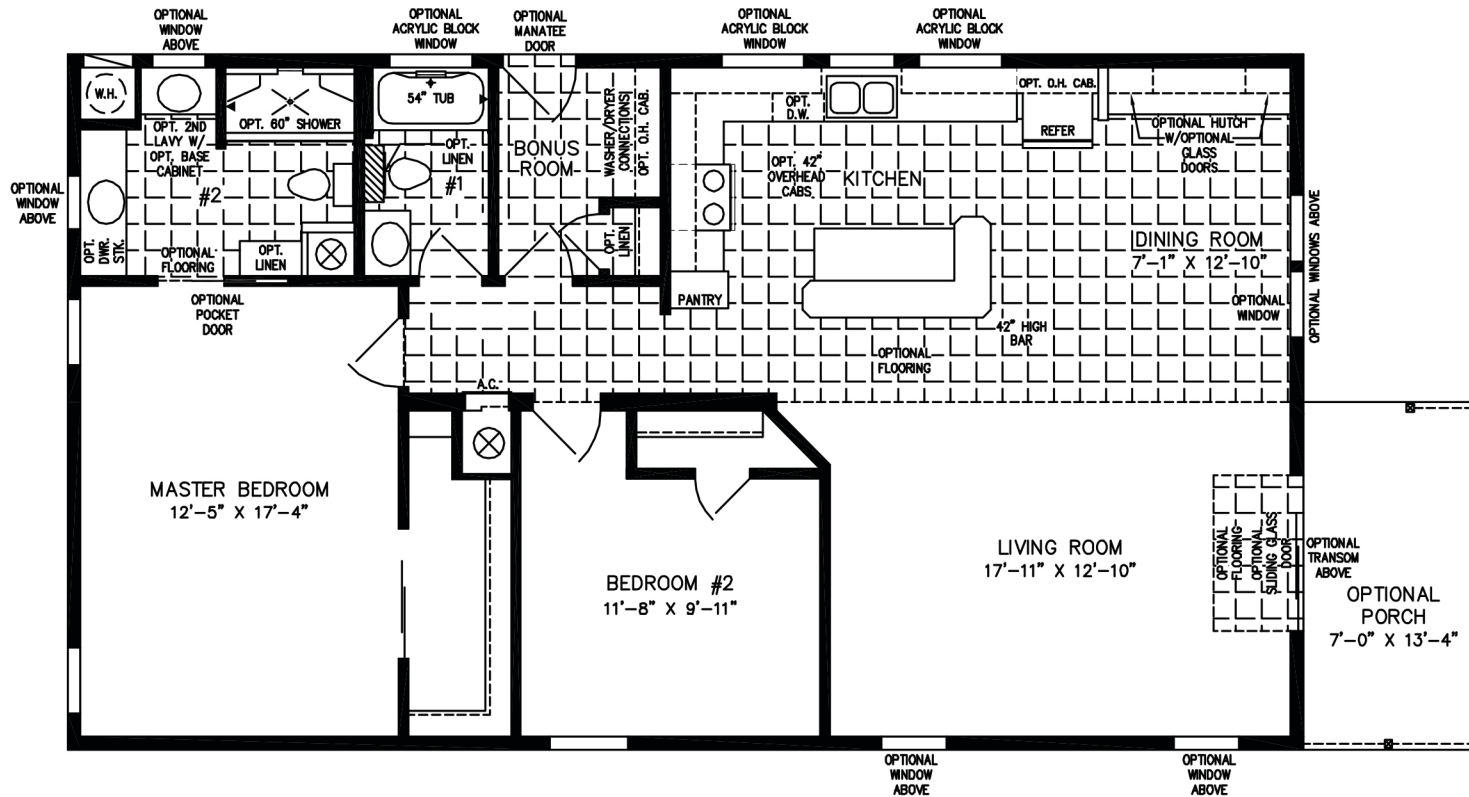 OPTIONAL
WINDOW
ABOVE
OPTIONAL
ACRYLIC BLOCK
WINDOW
OPTIONAL
MANATEE
DOOR
OPTIONAL
ACRYLIC BLOCK
WINDOW
OPTIONAL
ACRYLIC BLOCK
WINDOW
W.H.
OPT. 60" SHOWER
54" TUB
OPT. 2ND
LAVY W/
OPT. BASE
CABINET
#2
OPTIONAL
WINDOW
ABOVE
OPT.
DWR.
STK.
OPTIONAL
FLOORING
OPT.
LINEN
OPTIONAL
POCKET
DOOR
OPT.
LINEN
#1
BONUS
ROOM
WASHER/DRYER
CONNECTIONS
OPT. O.H. CAB.
OPT.
LINEN
OPT.
D.W.
OPT. 42"
OVERHEAD
CABS
KITCHEN
PANTRY
OPT. O.H. CAB.
REFER
OPTIONAL HUTCH
W/OPTIONAL
GLASS
DOORS
DINING ROOM
7'-1" X 12'-10"
OPTIONAL
WINDOW
OPTIONAL WINDOWS ABOVE
42" HIGH
BAR
OPTIONAL
FLOORING
A.C.
MASTER BEDROOM
12'-5" X 17'-4"
BEDROOM #2
11'-8" X 9'-11"
LIVING ROOM
17'-11" X 12'-10"
OPTIONAL
FLOORING
OPTIONAL
SLIDING GLASS
DOOR
OPTIONAL
TRANSOM
ABOVE
OPTIONAL
PORCH
7'-0" X 13'-4"
OPTIONAL
WINDOW
ABOVE
OPTIONAL
WINDOW
ABOVE